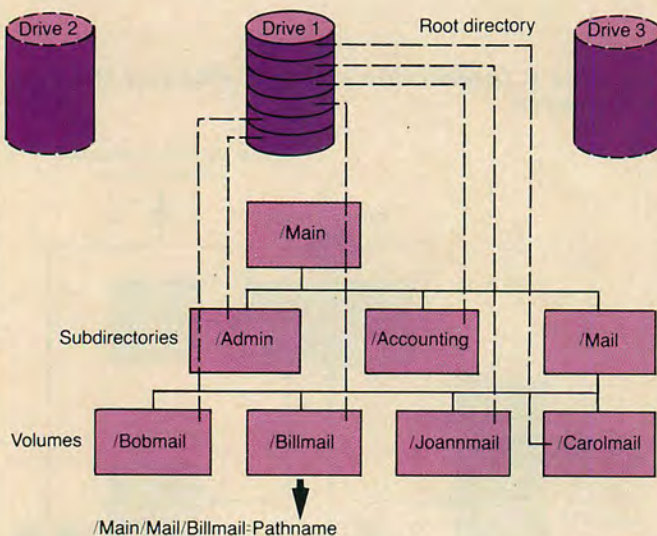 Drive 2
Drive 1
Root directory
Drive 3
/Main
Subdirectories
/Admin
/Accounting
/Mail
Volumes
/Bobmail
/Billmail
/Joannmail
/Carolmail
/Main/Mail/Billmail=Pathname